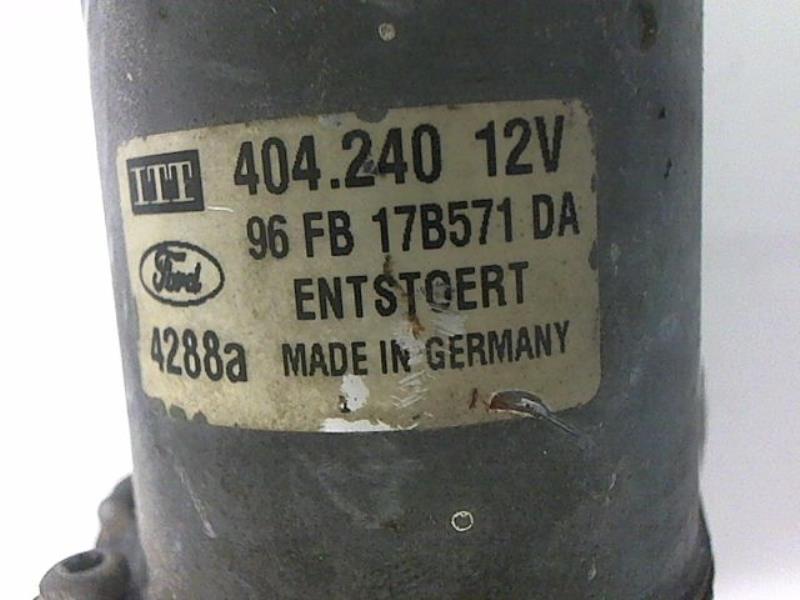 ITT 404.240 12V
96 FB 17B571 DA
Ford ENTSTOERT
4288a MADE IN GERMANY